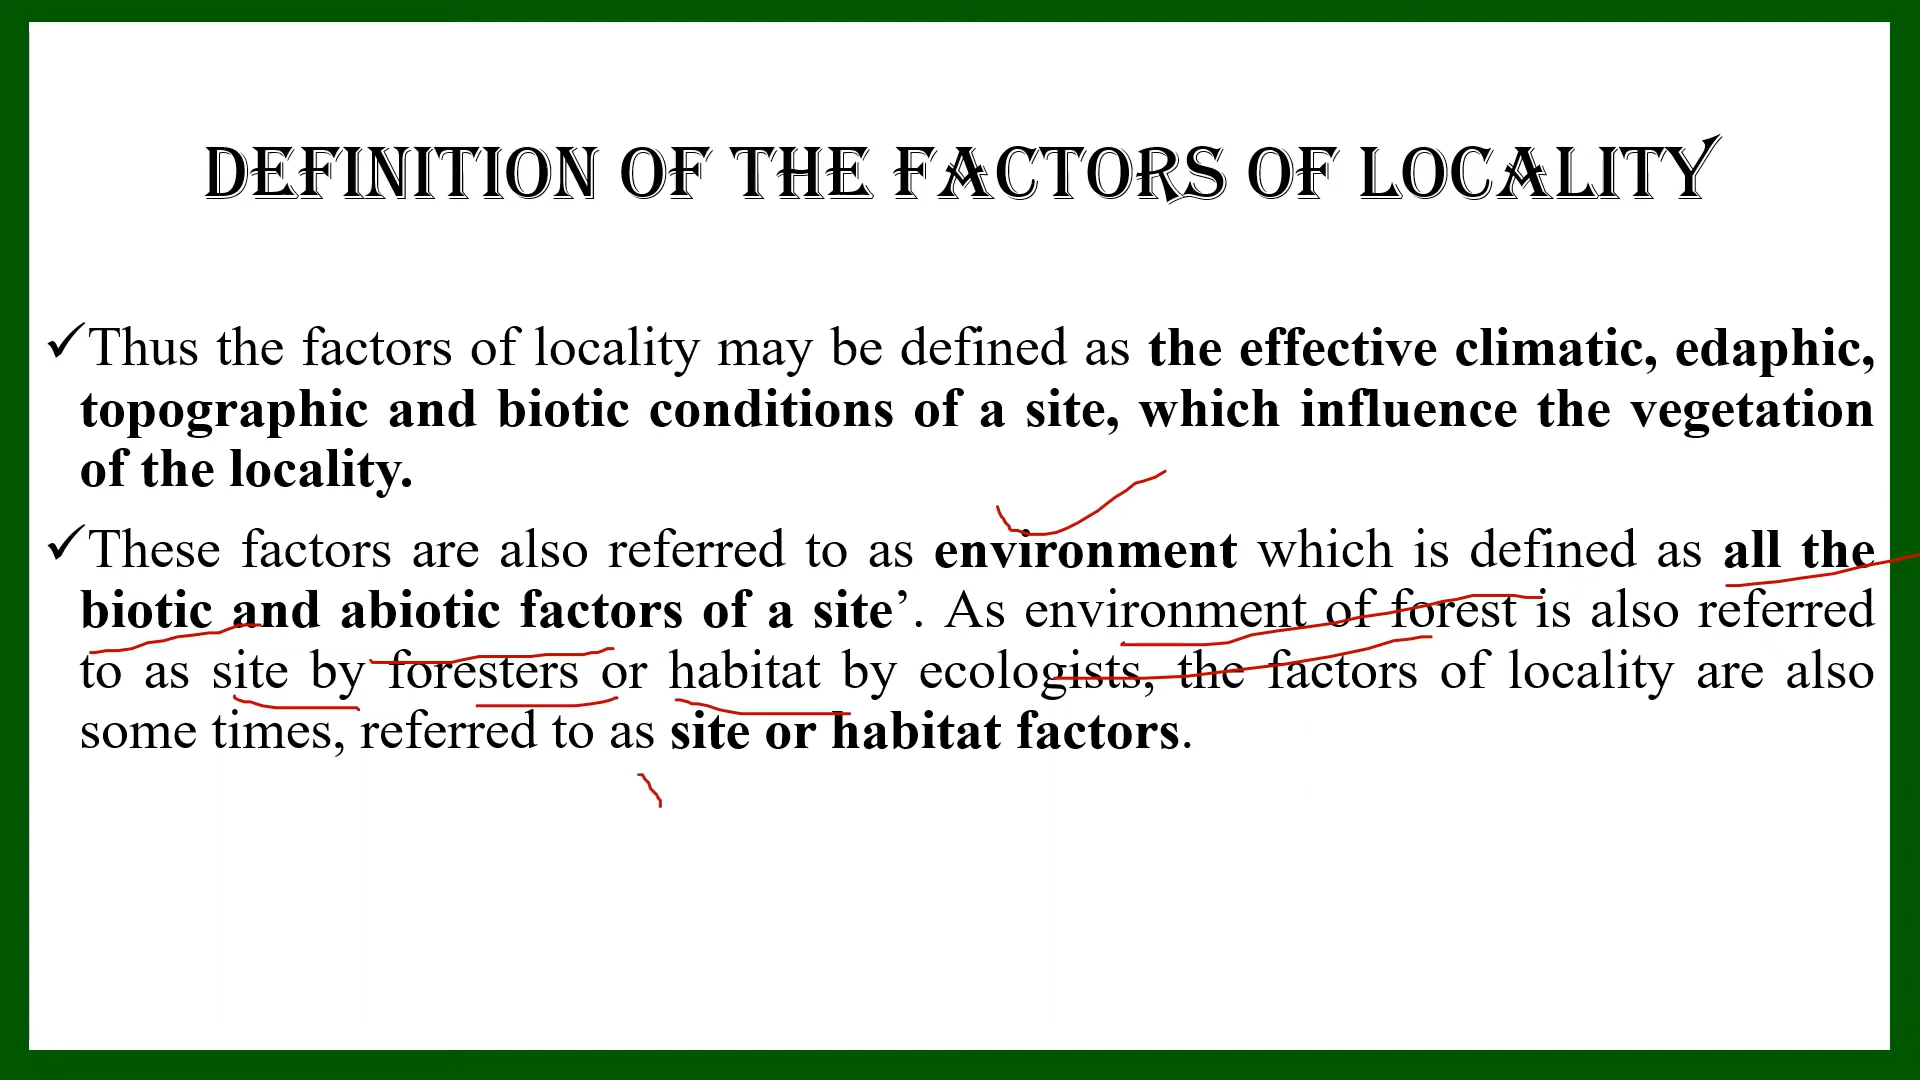 DEFINITION OF THE FACTORS OF LOCALITY
✓Thus the factors of locality may be defined as the effective climatic, edaphic,
topographic and biotic conditions of a site, which influence the vegetation
of the locality.
✓These factors are also referred to as environment which is defined as all the
biotic and abiotic factors of a site’. As environment of forest is also referred
to as site by foresters or habitat by ecologists, the factors of locality are also
some times, referred to as site or habitat factors.